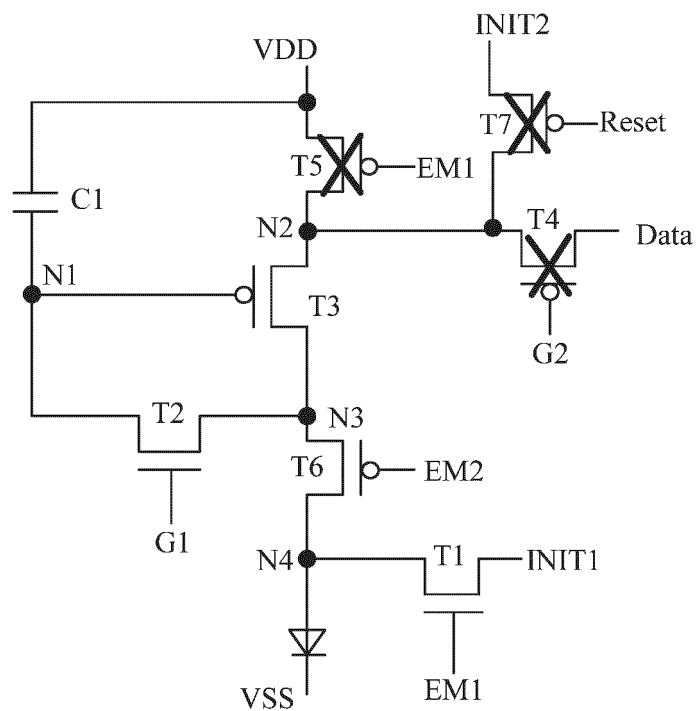 INIT2
VDD
T7
Reset
T5
EM1
C1
N2
T4
Data
N1
T3
G2
T2
N3
T6
EM2
G1
N4
T1
INIT1
VSS
EM1